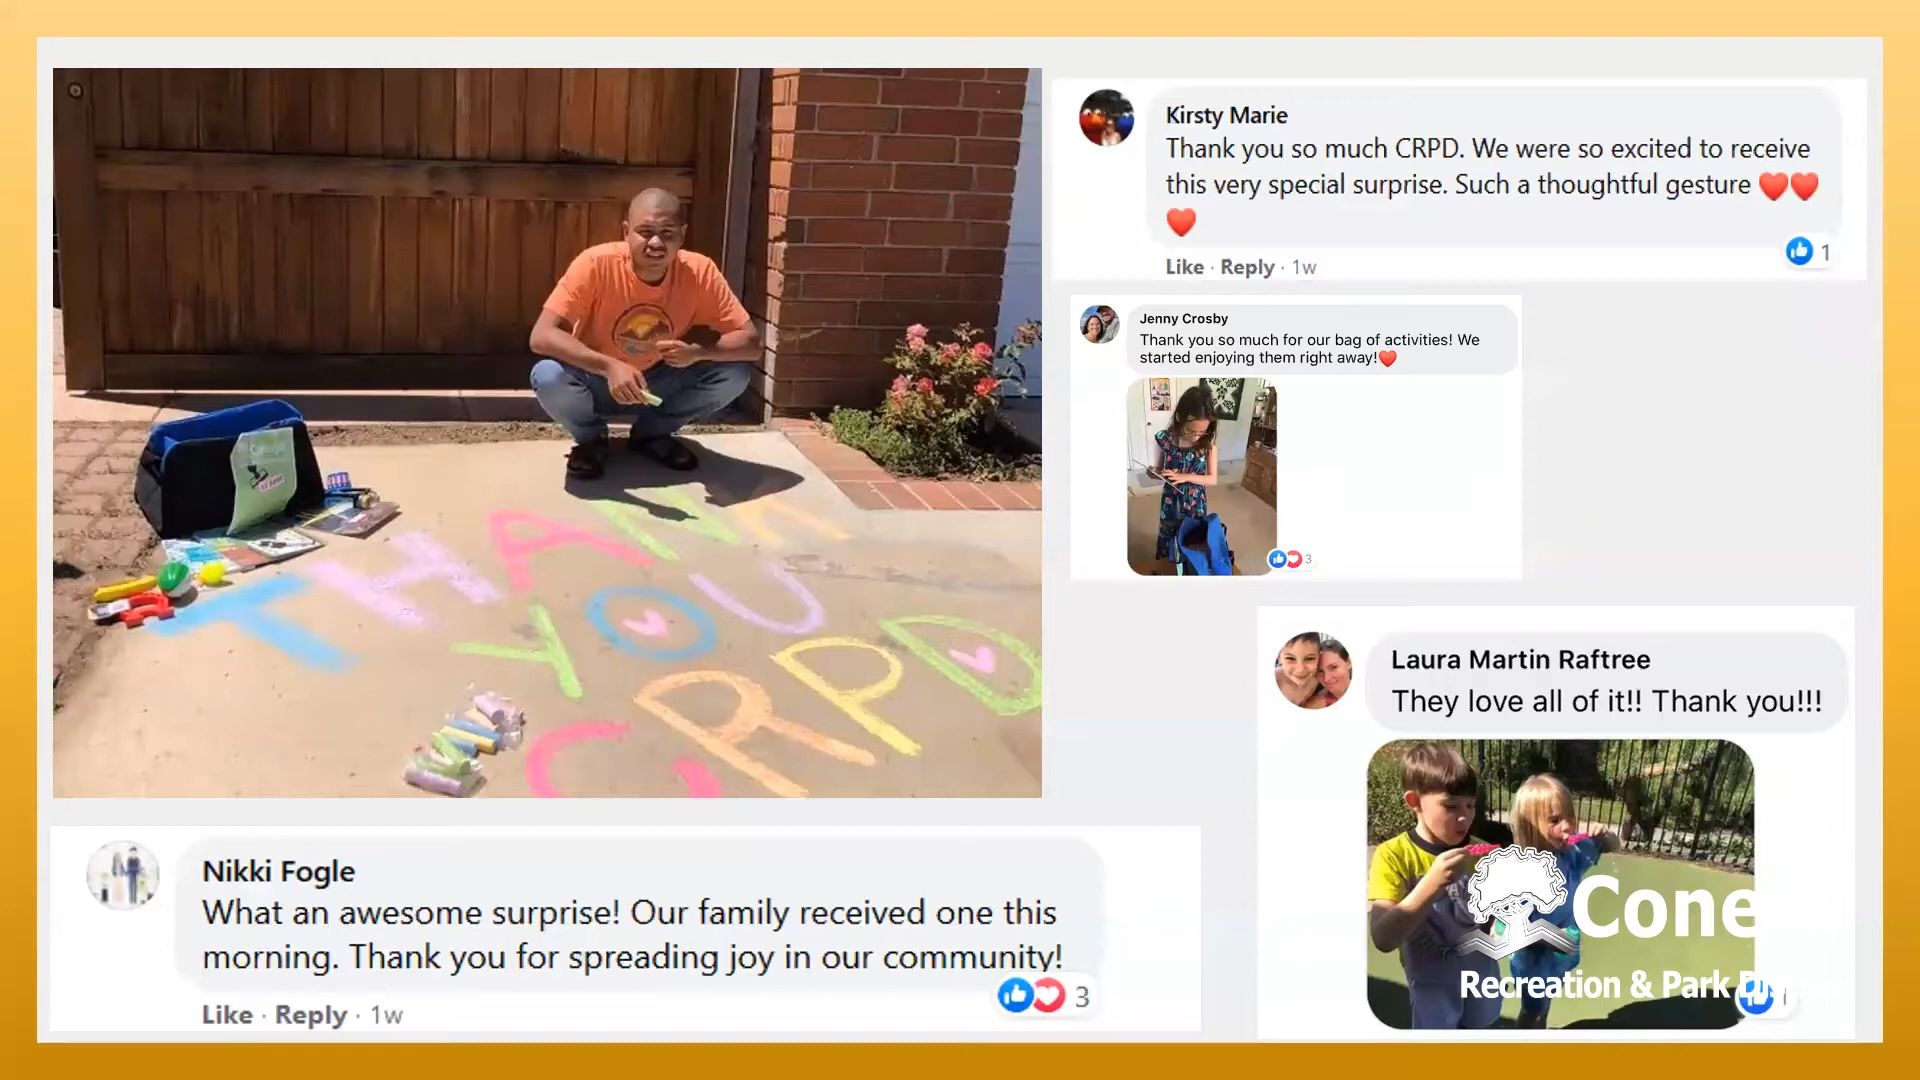 THANK
YOU
CRPD
Kirsty Marie
Thank you so much CRPD. We were so excited to receive
this very special surprise. Such a thoughtful gesture ❤️❤️
❤️
1
Like · Reply · 1w
Jenny Crosby
Thank you so much for our bag of activities! We
started enjoying them right away!❤️
3
Laura Martin Raftree
They love all of it!! Thank you!!!
Cone
Recreation & Park
Nikki Fogle
What an awesome surprise! Our family received one this
morning. Thank you for spreading joy in our community!
3
Like · Reply · 1w